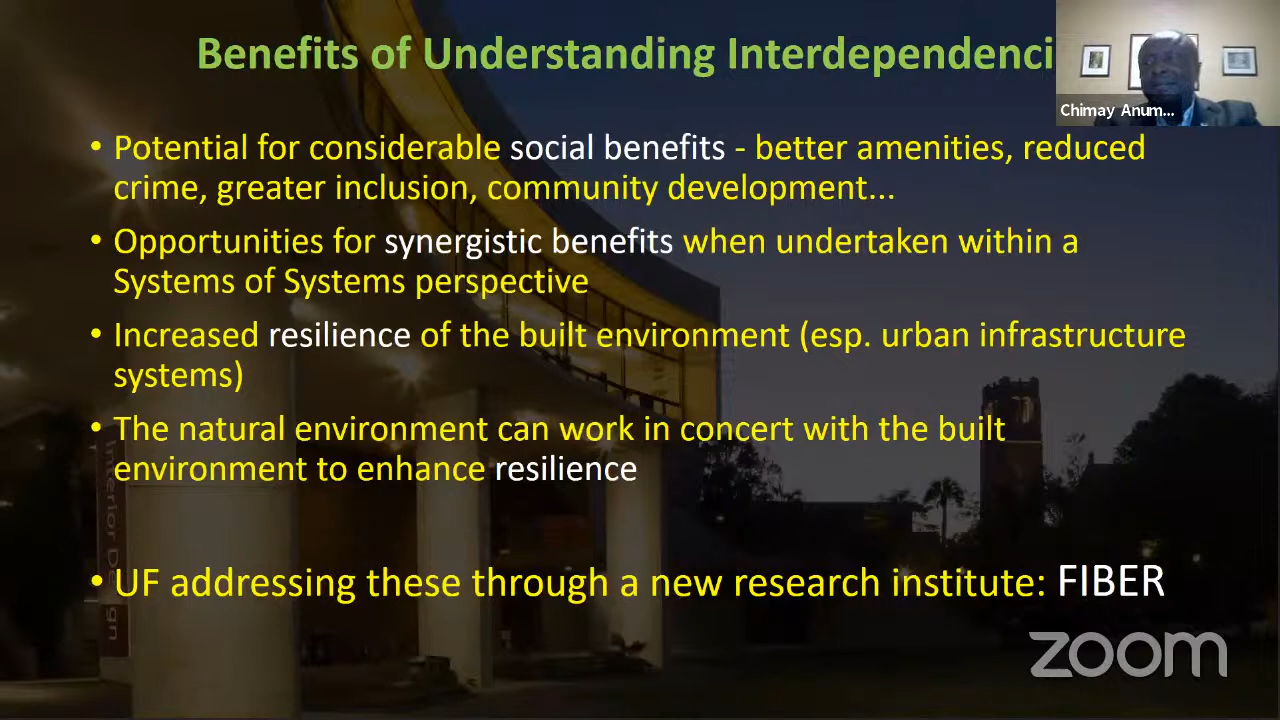 Benefits of Understanding Interdependenci
Chimay Anum...
• Potential for considerable social benefits - better amenities, reduced
crime, greater inclusion, community development...
• Opportunities for synergistic benefits when undertaken within a
Systems of Systems perspective
• Increased resilience of the built environment (esp. urban infrastructure
systems)
• The natural environment can work in concert with the built
environment to enhance resilience
Interior Design
• UF addressing these through a new research institute: FIBER
zoom